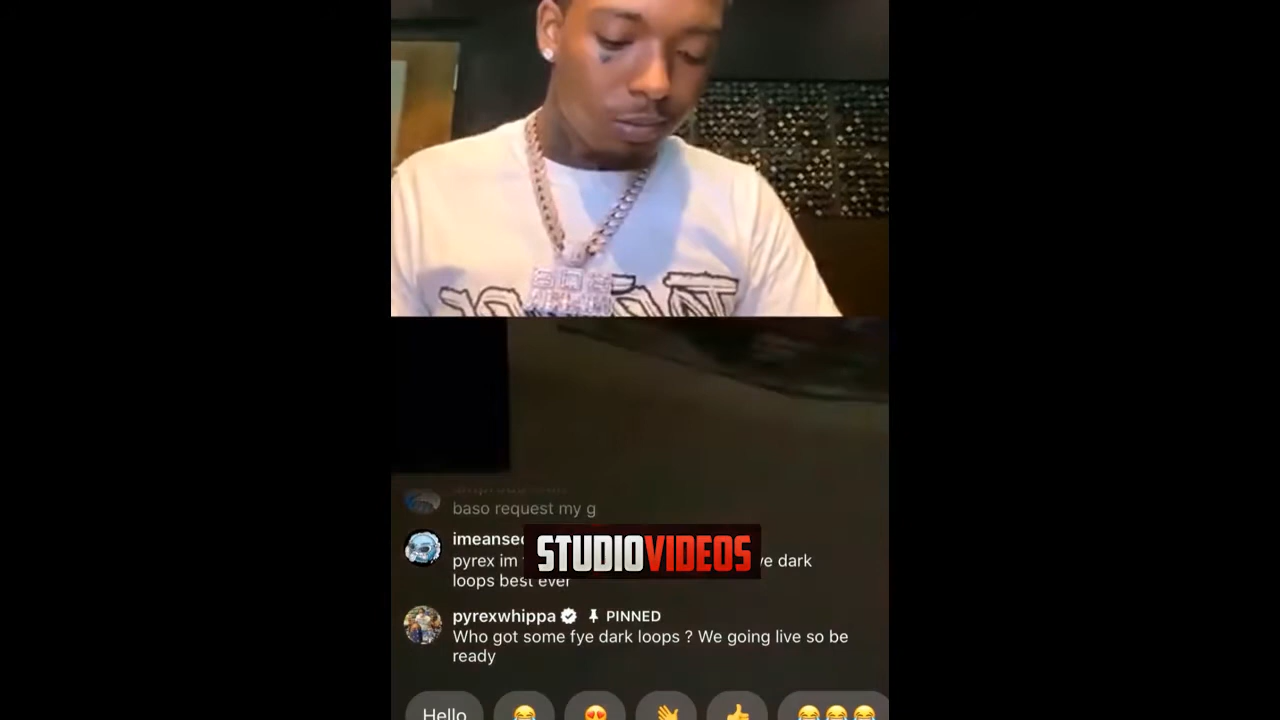 baso request my g
imeansec
STUDIOVIDEOS
pyrex im
ye dark
loops best ever
pyrexwhippa PINNED
Who got some fye dark loops ? We going live so be
ready
Hello